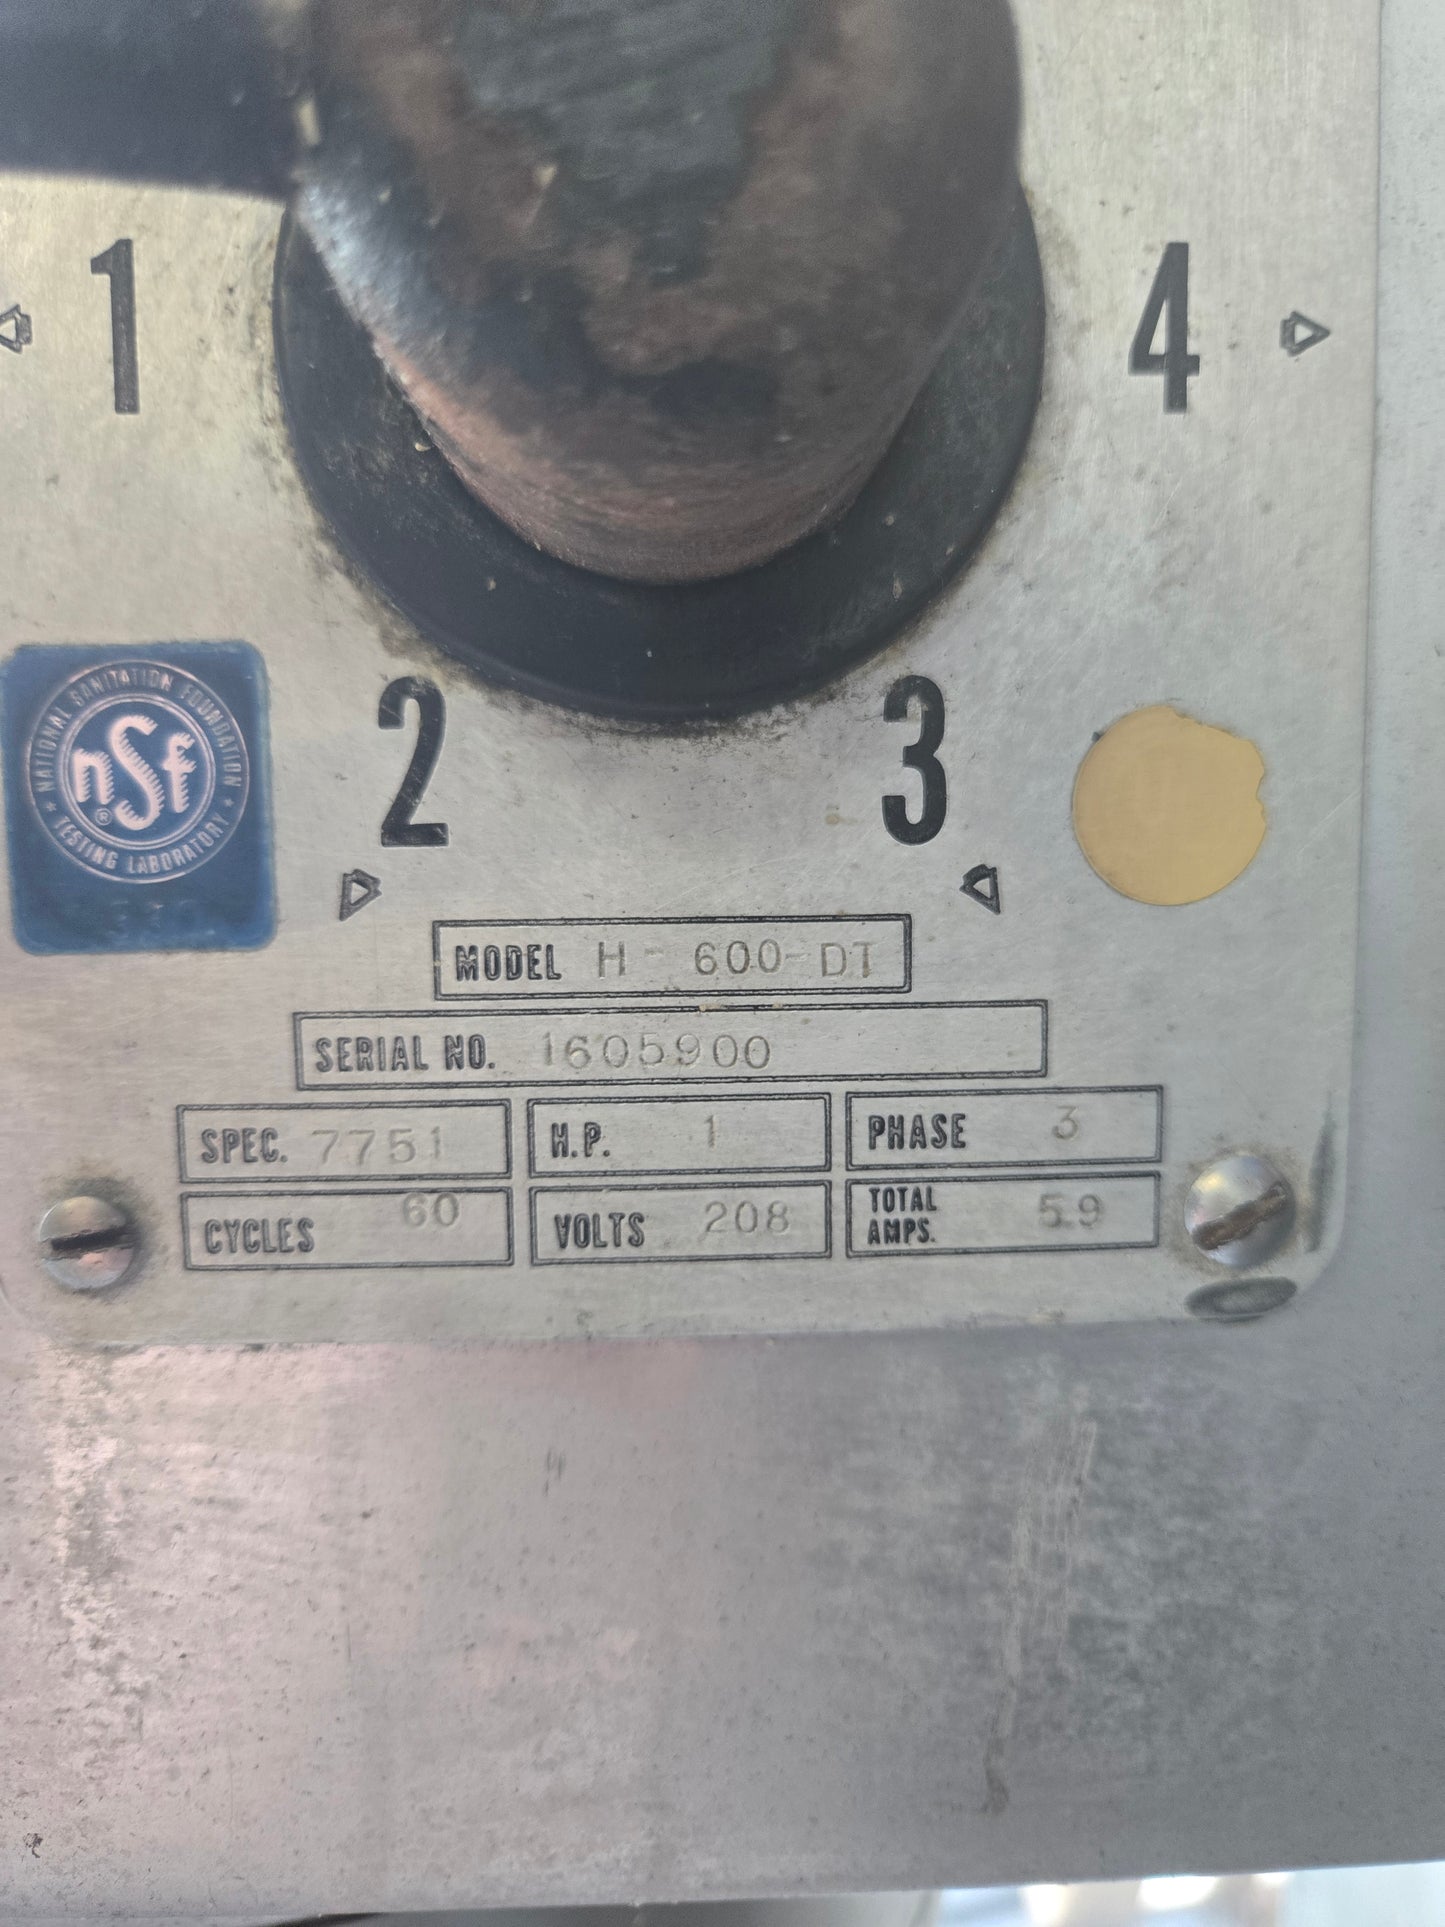 1
4
2
3
NATIONAL SANITATION FOUNDATION
nsf
®
TESTING LABORATORY
MODEL H-600-DT
SERIAL NO. 1605900
SPEC. 7751
H.P. 1
PHASE 3
CYCLES 60
VOLTS 208
TOTAL AMPS. 5.9